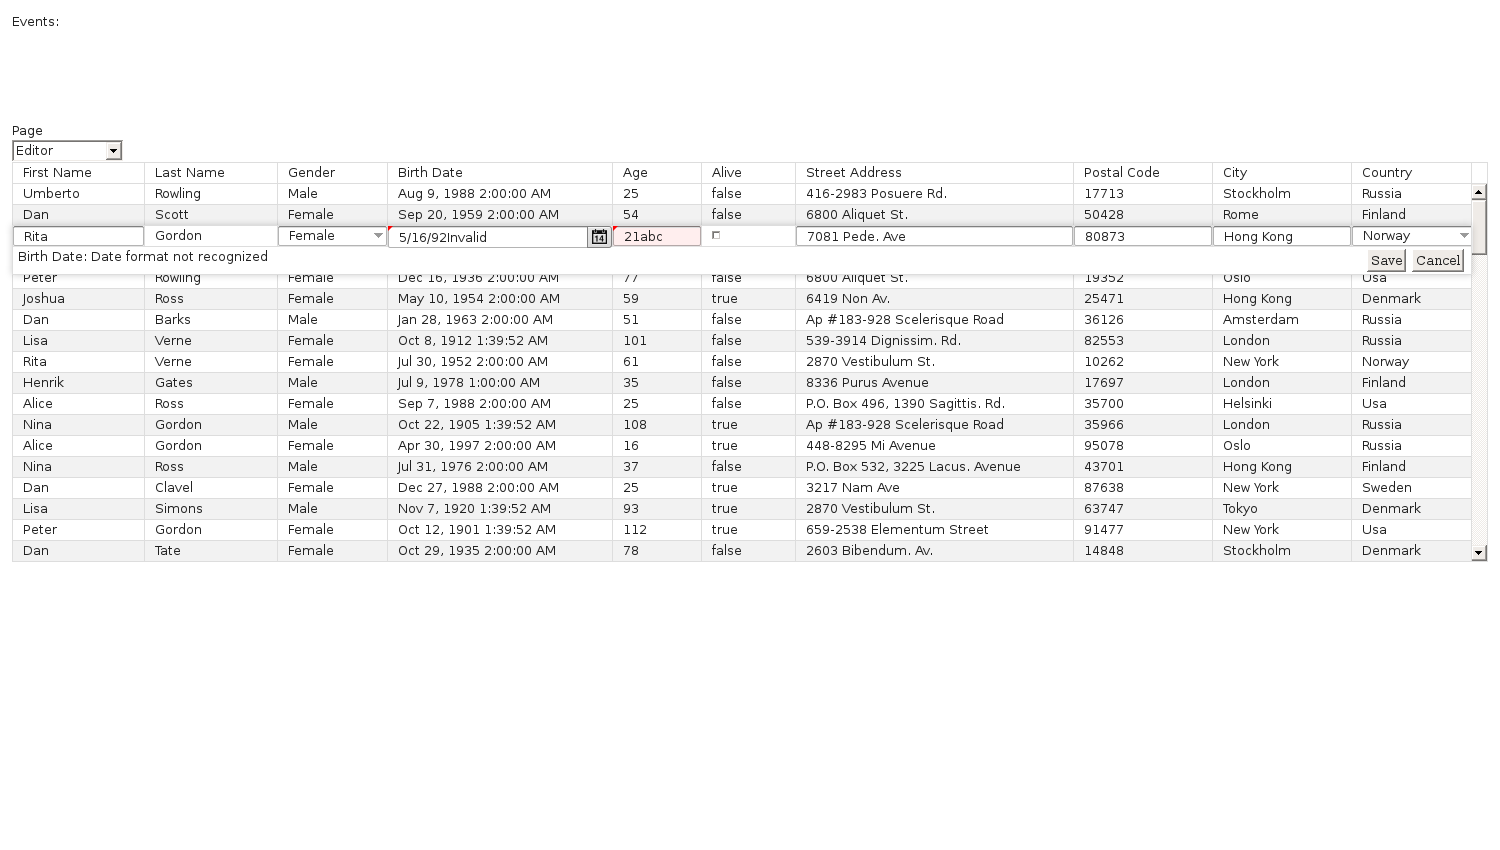 Events:
Page
Editor
First Name Last Name Gender Birth Date Age Alive Street Address Postal Code City Country
Umberto Rowling Male Aug 9, 1988 2:00:00 AM 25 false 416-2983 Posuere Rd. 17713 Stockholm Russia
Dan Scott Female Sep 20, 1959 2:00:00 AM 54 false 6800 Aliquet St. 50428 Rome Finland
Rita Gordon Female 5/16/92Invalid 14 21abc 7081 Pede. Ave 80873 Hong Kong Norway
Birth Date: Date format not recognized Save Cancel
Peter Rowling Female Dec 16, 1936 2:00:00 AM 77 false 6800 Aliquet St. 19352 Oslo Usa
Joshua Ross Female May 10, 1954 2:00:00 AM 59 true 6419 Non Av. 25471 Hong Kong Denmark
Dan Barks Male Jan 28, 1963 2:00:00 AM 51 false Ap #183-928 Scelerisque Road 36126 Amsterdam Russia
Lisa Verne Female Oct 8, 1912 1:39:52 AM 101 false 539-3914 Dignissim. Rd. 82553 London Russia
Rita Verne Female Jul 30, 1952 2:00:00 AM 61 false 2870 Vestibulum St. 10262 New York Norway
Henrik Gates Male Jul 9, 1978 1:00:00 AM 35 false 8336 Purus Avenue 17697 London Finland
Alice Ross Female Sep 7, 1988 2:00:00 AM 25 false P.O. Box 496, 1390 Sagittis. Rd. 35700 Helsinki Usa
Nina Gordon Male Oct 22, 1905 1:39:52 AM 108 true Ap #183-928 Scelerisque Road 35966 London Russia
Alice Gordon Female Apr 30, 1997 2:00:00 AM 16 true 448-8295 Mi Avenue 95078 Oslo Russia
Nina Ross Male Jul 31, 1976 2:00:00 AM 37 false P.O. Box 532, 3225 Lacus. Avenue 43701 Hong Kong Finland
Dan Clavel Female Dec 27, 1988 2:00:00 AM 25 true 3217 Nam Ave 87638 New York Sweden
Lisa Simons Male Nov 7, 1920 1:39:52 AM 93 true 2870 Vestibulum St. 63747 Tokyo Denmark
Peter Gordon Female Oct 12, 1901 1:39:52 AM 112 true 659-2538 Elementum Street 91477 New York Usa
Dan Tate Female Oct 29, 1935 2:00:00 AM 78 false 2603 Bibendum. Av. 14848 Stockholm Denmark